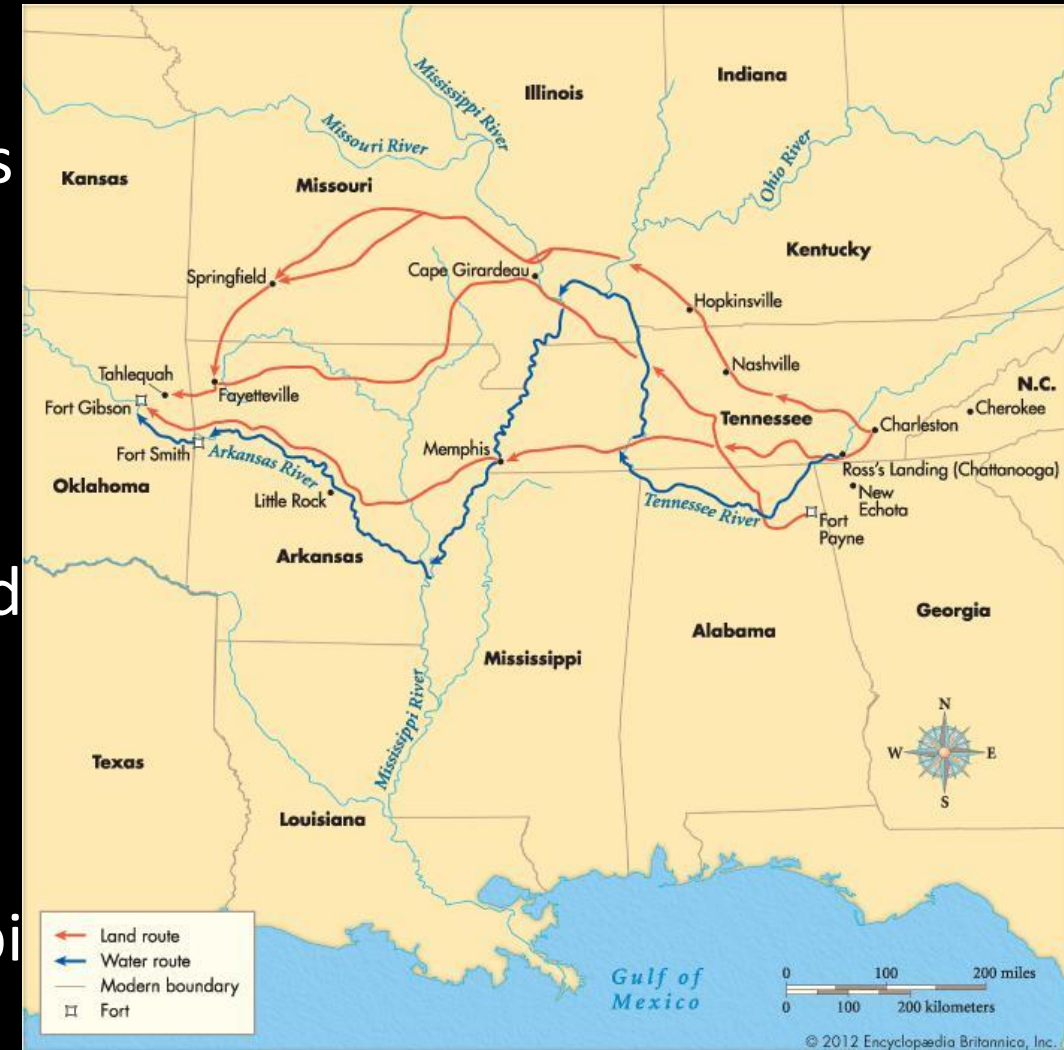 Indiana
Illinois
Mississippi River
Missouri River
Ohio River
s
Kansas
Missouri
Kentucky
Springfield
Cape Girardeau
Hopkinsville
Nashville
Tahlequah
Fayetteville
Fort Gibson
N.C.
Cherokee
Tennessee
Charleston
Memphis
Fort Smith
Arkansas River
Ross's Landing (Chattanooga)
Oklahoma
Little Rock
Tennessee River
New
Echota
Fort
Payne
Arkansas
d
Georgia
Alabama
Mississippi
Mississippi River
N
W
E
S
Texas
Louisiana
pi
Land route
Water route
Modern boundary
Fort
Gulf of
Mexico
0 100 200 miles
0 100 200 kilometers
© 2012 Encyclopædia Britannica, Inc.